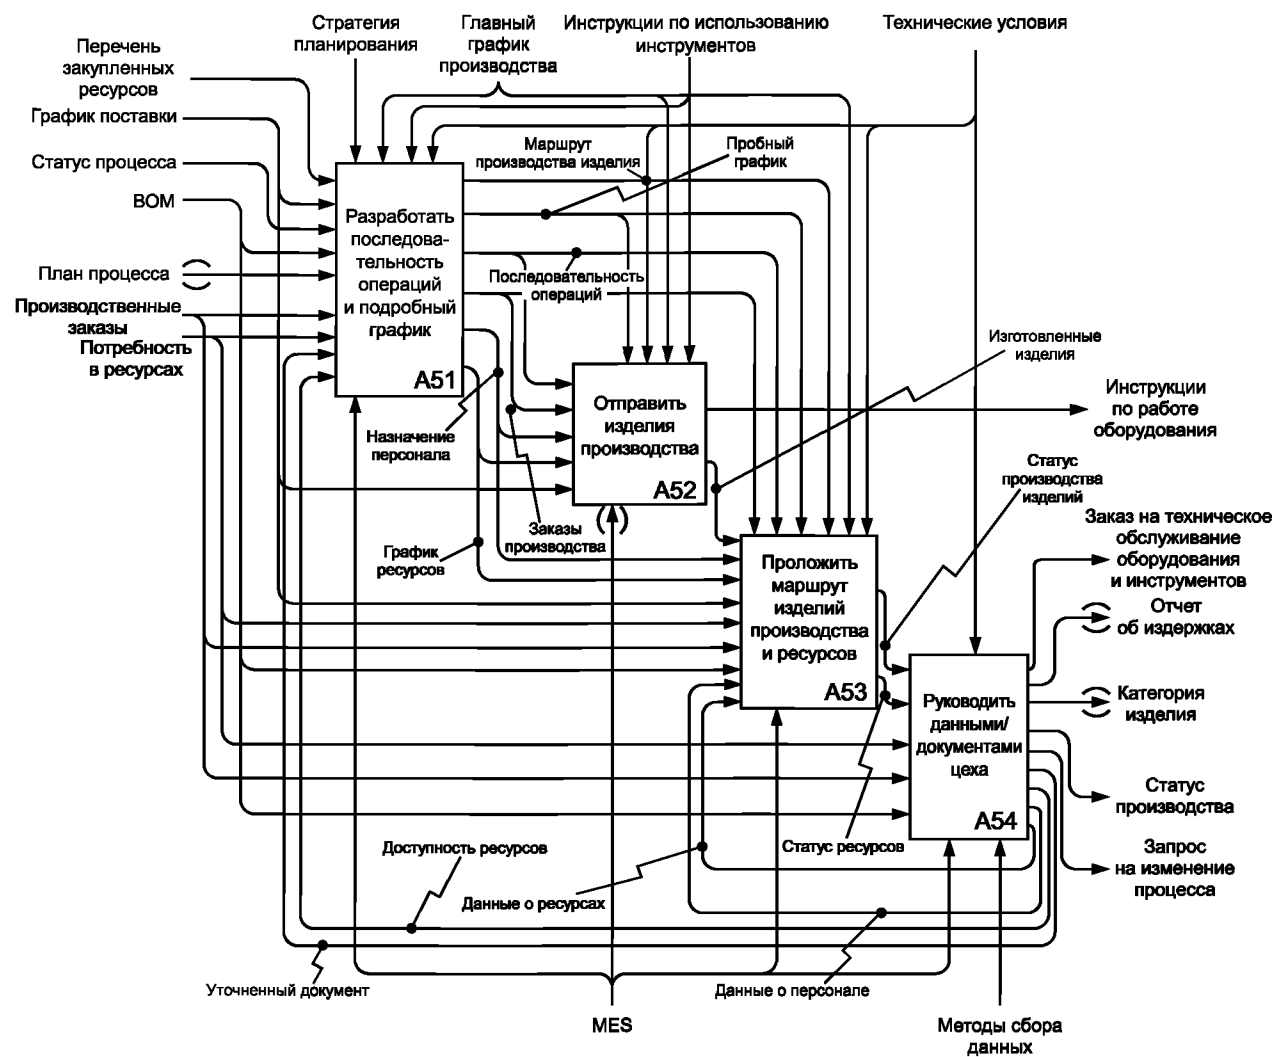 Стратегия
планирования
Главный
график
производства
Инструкции по использованию
инструментов
Технические условия
Перечень
закупленных
ресурсов
График поставки
Статус процесса
BOM
План процесса
Производственные
заказы
Потребность
в ресурсах
Маршрут
производства изделия
Пробный
график
Разработать
последова-
тельность
операций
и подробный
график
A51
Последовательность
операций
Изготовленные
изделия
Отправить
изделия
производства
A52
Инструкции
по работе
оборудования
Назначение
персонала
Статус
производства
изделий
Заказы
производства
График
ресурсов
Заказ на техническое
обслуживание
оборудования
и инструментов
Проложить
маршрут
изделий
производства
и ресурсов
A53
Отчет
об издержках
Руководить
данными/
документами
цеха
A54
Категория
изделия
Статус
производства
Доступность ресурсов
Статус ресурсов
Запрос
на изменение
процесса
Данные о ресурсах
Уточненный документ
Данные о персонале
MES
Методы сбора
данных